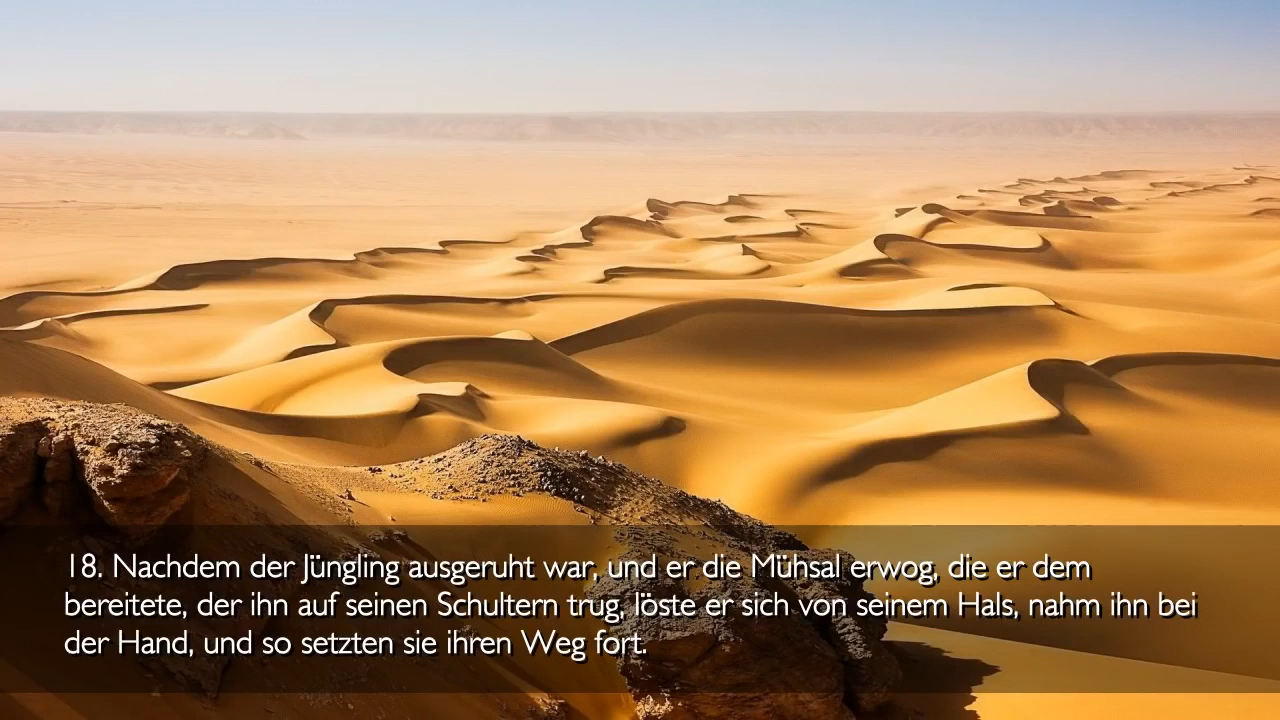 18. Nachdem der Jüngling ausgeruht war, und er die Mühsal erwog, die er dem
bereitete, der ihn auf seinen Schultern trug, löste er sich von seinem Hals, nahm ihn bei
der Hand, und so setzten sie ihren Weg fort.